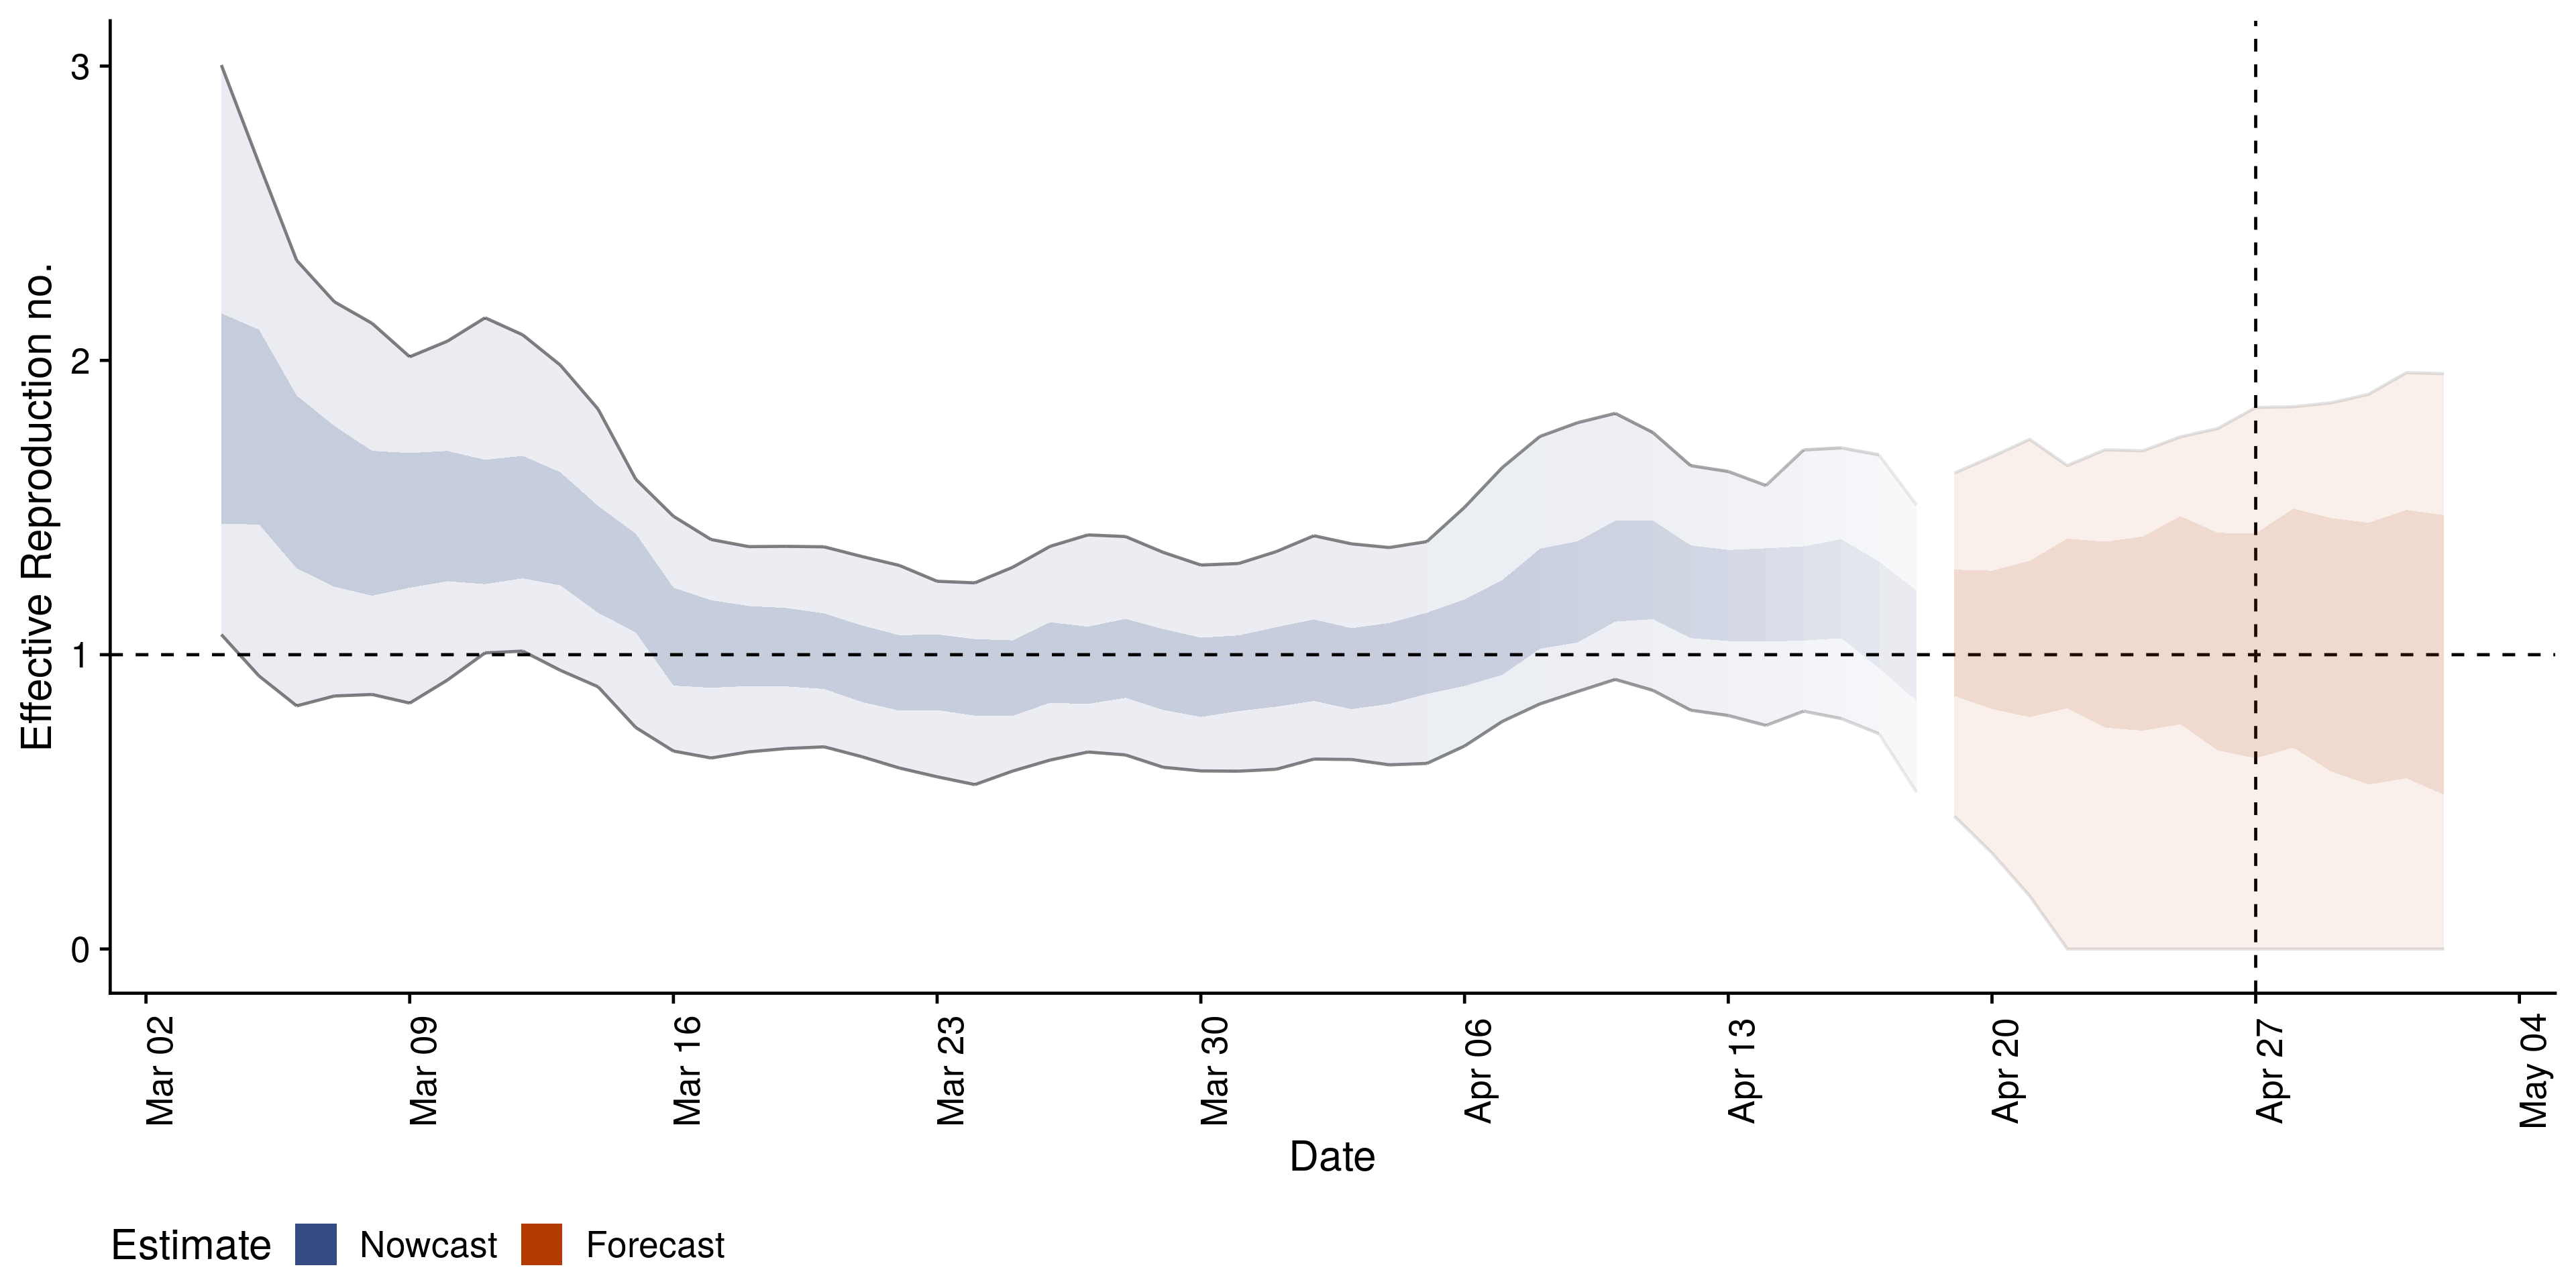 Effective Reproduction no.
3
2
1
0
Mar 02
Mar 09
Mar 16
Mar 23
Mar 30
Apr 06
Apr 13
Apr 20
Apr 27
May 04
Date
Estimate Nowcast Forecast